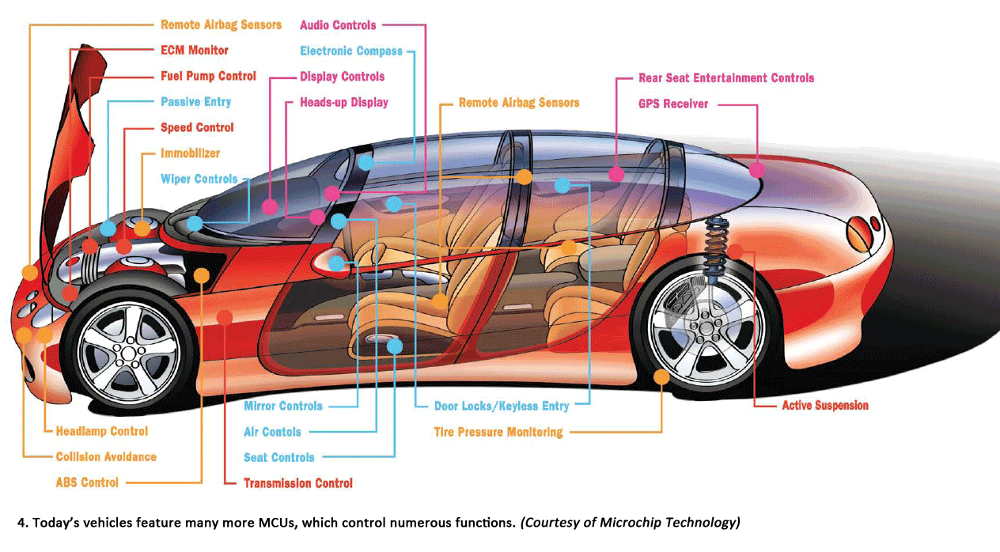 Remote Airbag Sensors
ECM Monitor
Fuel Pump Control
Passive Entry
Speed Control
Immobilizer
Wiper Controls
Audio Controls
Electronic Compass
Display Controls
Heads-up Display
Remote Airbag Sensors
Rear Seat Entertainment Controls
GPS Receiver
Headlamp Control
Collision Avoidance
ABS Control
Mirror Controls
Air Contols
Seat Controls
Transmission Control
Door Locks/Keyless Entry
Tire Pressure Monitoring
Active Suspension
4. Today’s vehicles feature many more MCUs, which control numerous functions. (Courtesy of Microchip Technology)